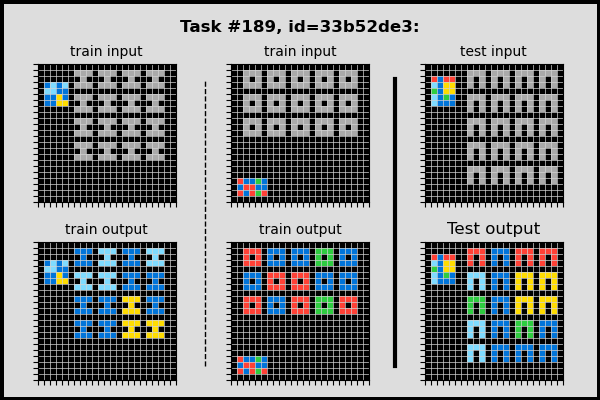 Task #189, id=33b52de3:
train input
train input
test input
train output
train output
Test output